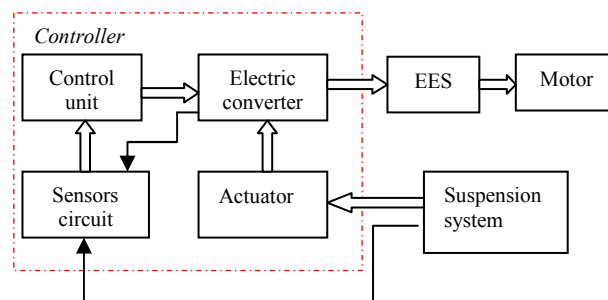 Controller
Control
unit
Electric
converter
EES
Motor
Sensors
circuit
Actuator
Suspension
system